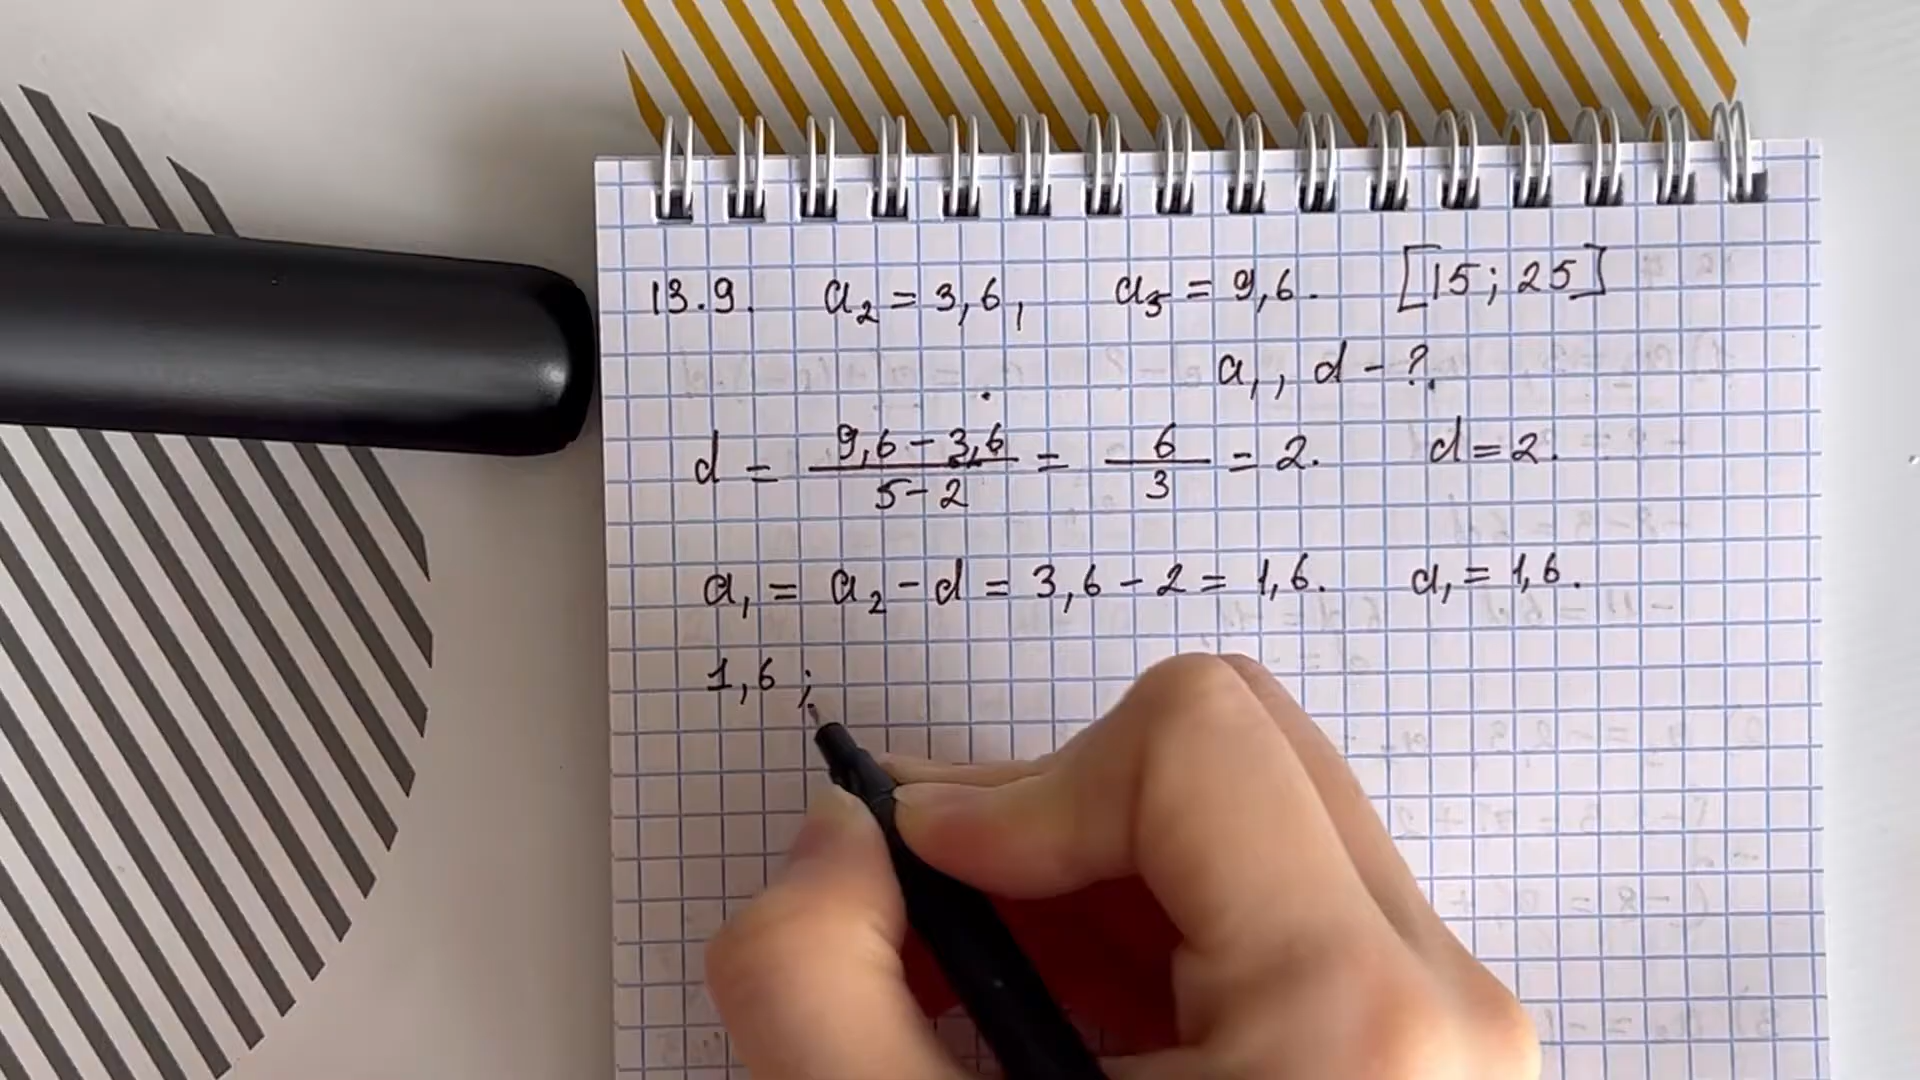 13.9. a₂ = 3,6, a₅ = 9,6. [15; 25]
a₁, d - ?
d = (9,6 - 3,6)/(5 - 2) = 6/3 = 2. d = 2.
a₁ = a₂ - d = 3,6 - 2 = 1,6. a₁ = 1,6.
1,6 ;